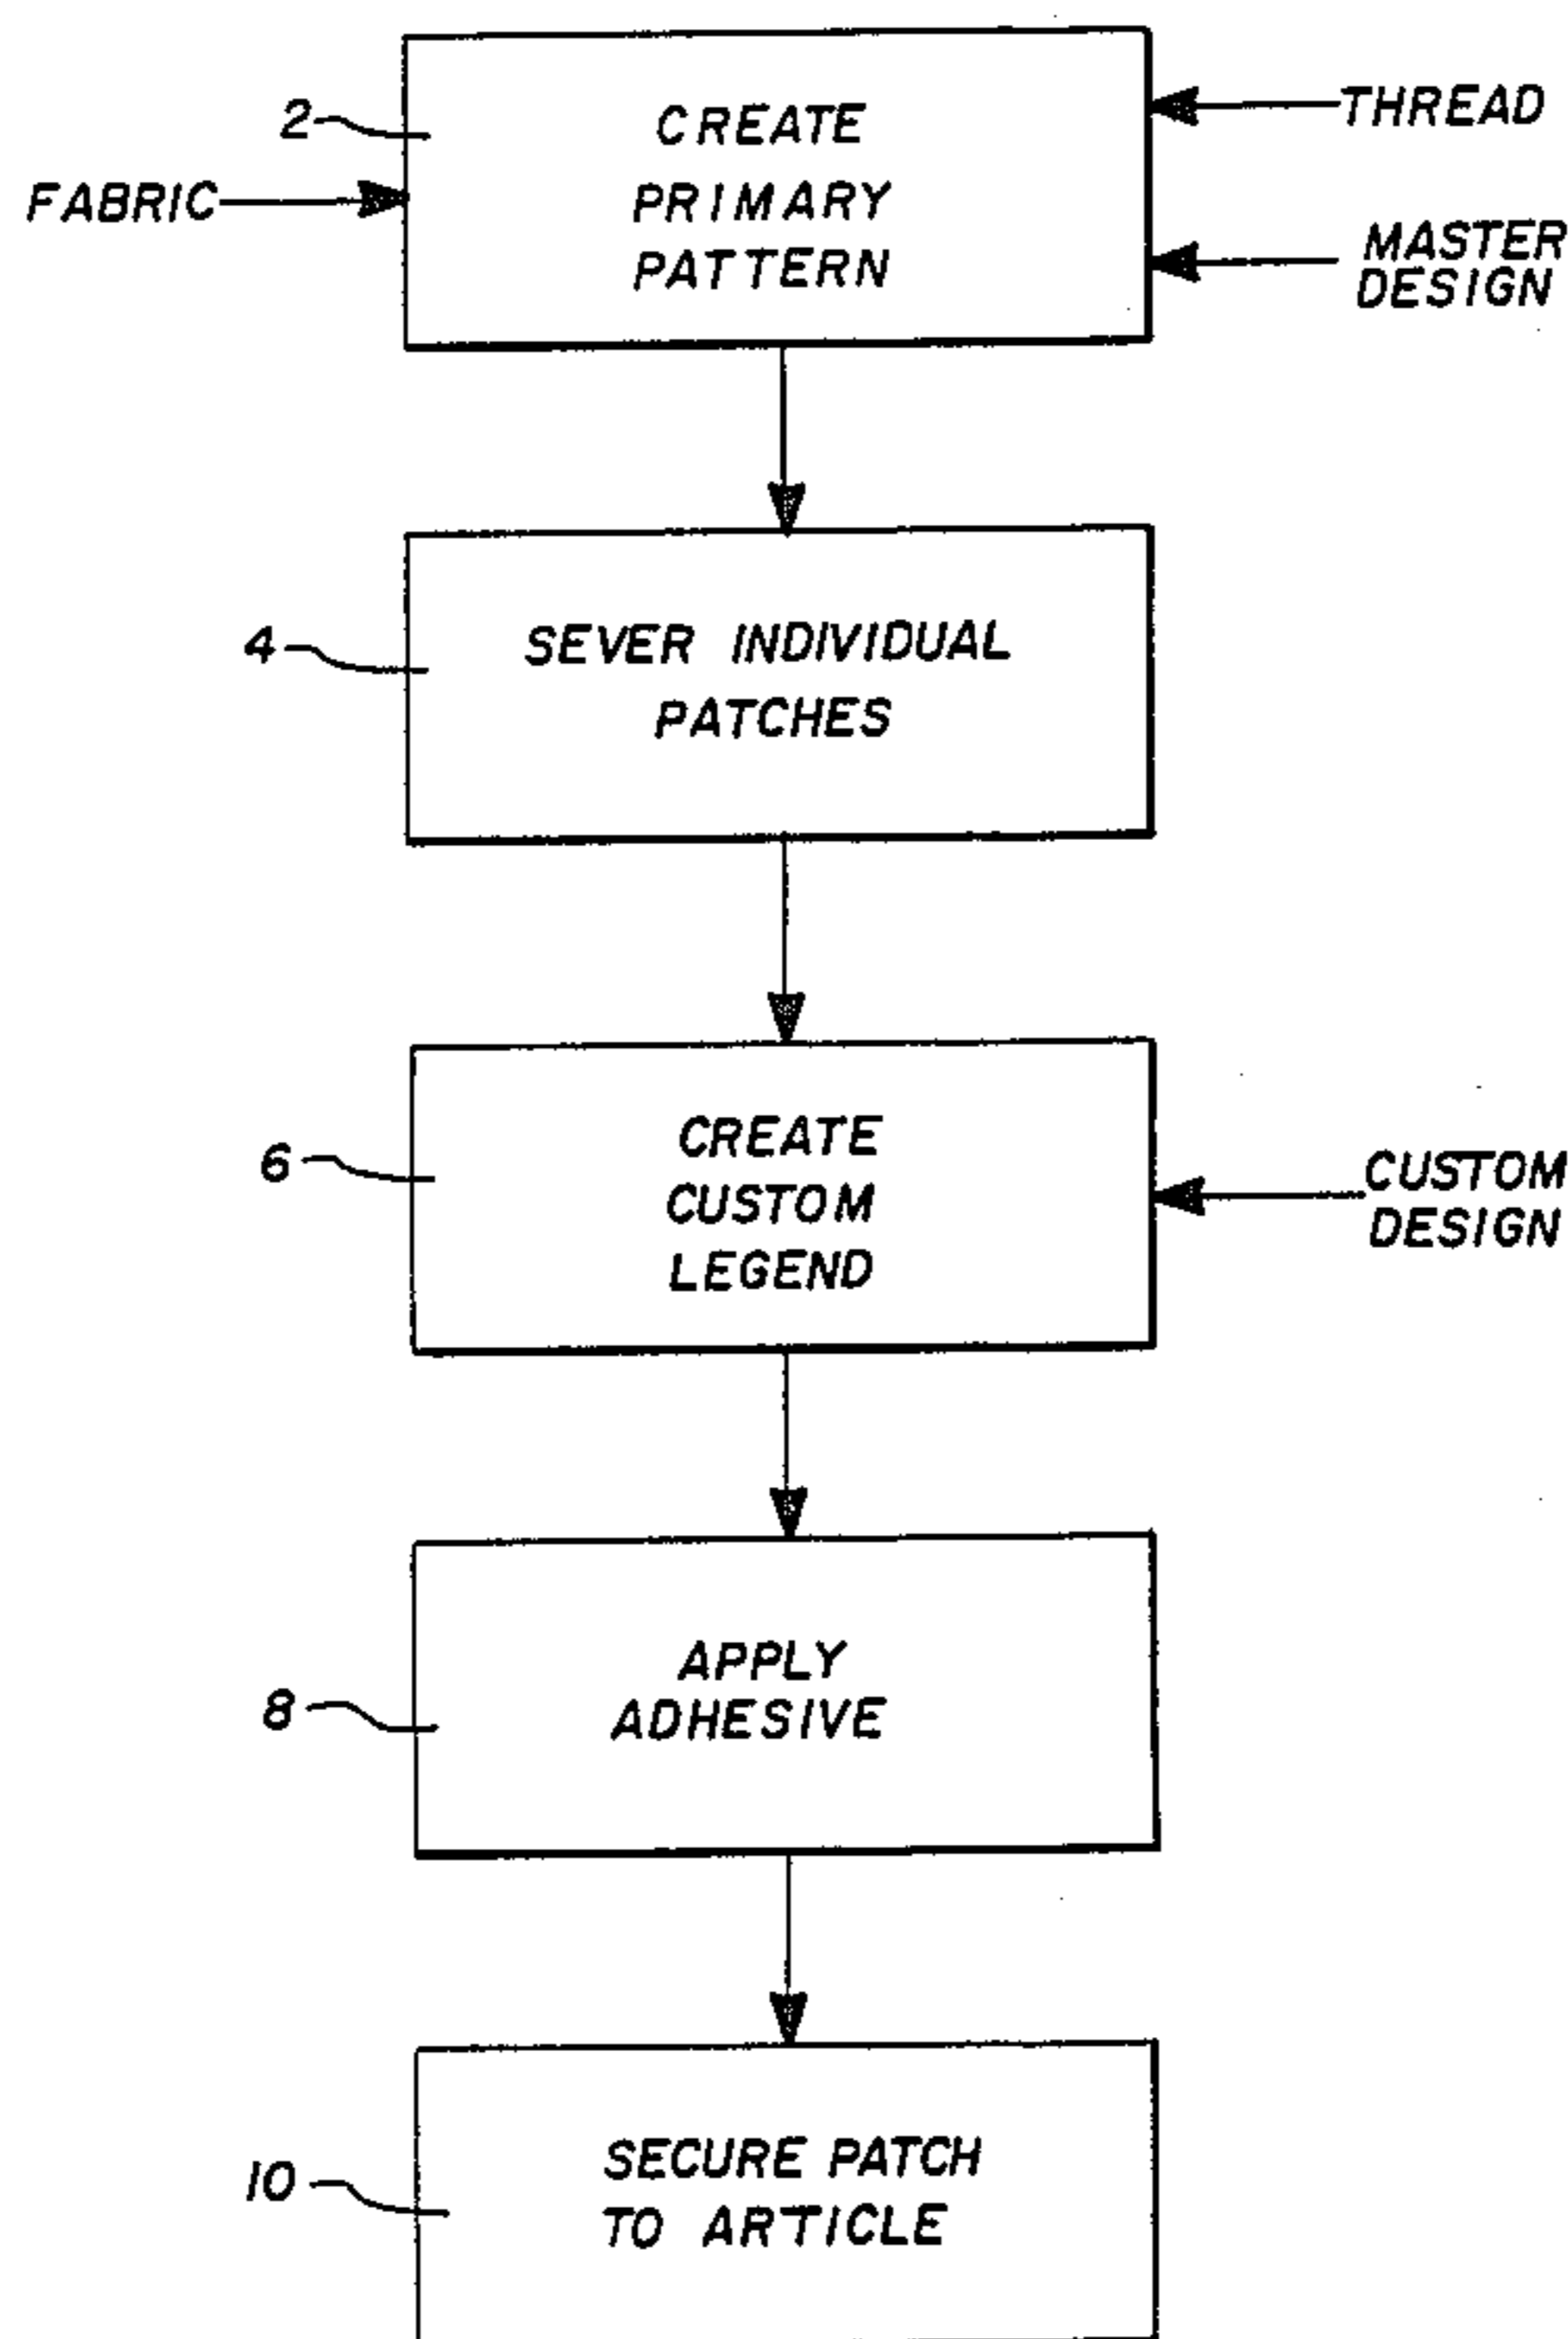 2
CREATE
PRIMARY
PATTERN
FABRIC
THREAD
MASTER
DESIGN
4
SEVER INDIVIDUAL
PATCHES
6
CREATE
CUSTOM
LEGEND
CUSTOM
DESIGN
8
APPLY
ADHESIVE
10
SECURE PATCH
TO ARTICLE